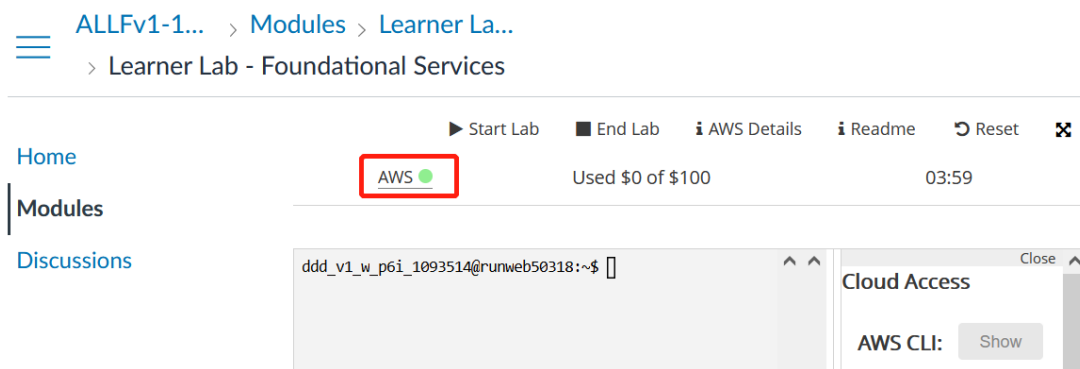 ALLFv1-1... > Modules > Learner La...
> Learner Lab - Foundational Services
Start Lab End Lab AWS Details Readme Reset
AWS Used $0 of $100 03:59
Home
Modules
Discussions
ddd_v1_w_p6i_1093514@runweb50318:~$
Close
Cloud Access
AWS CLI: Show